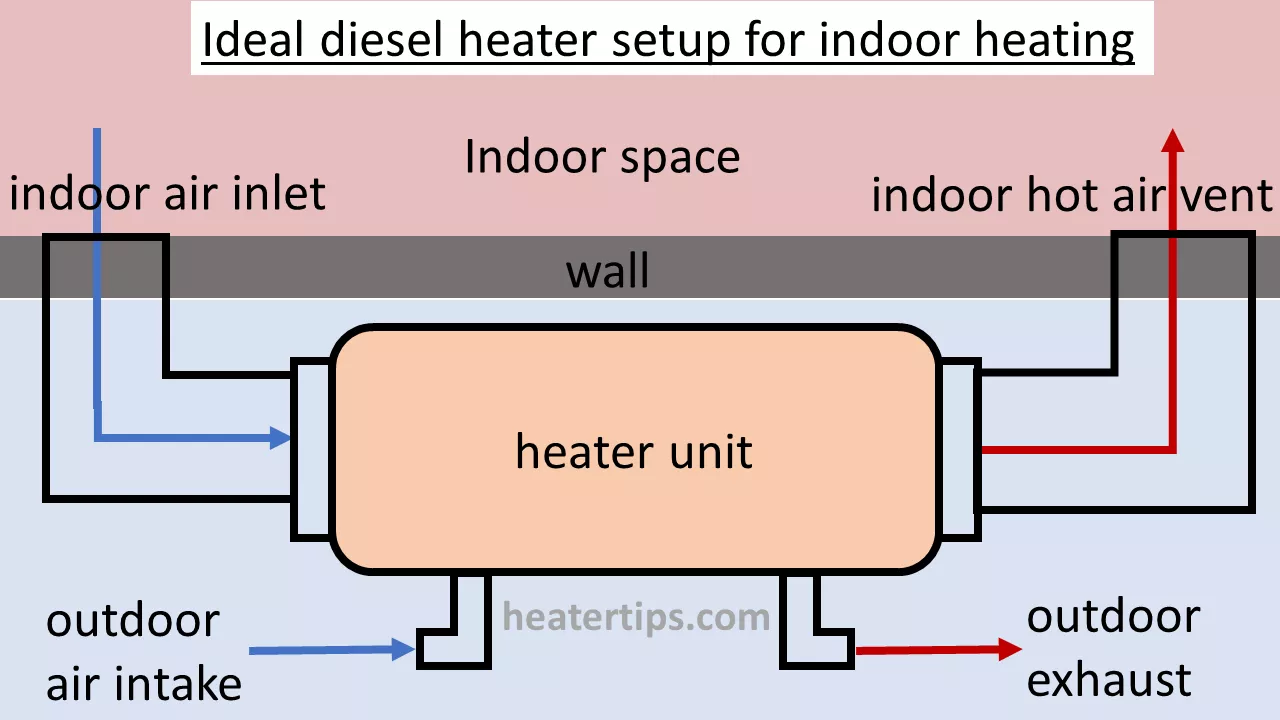 Ideal diesel heater setup for indoor heating
Indoor space
indoor air inlet
indoor hot air vent
wall
heater unit
heatertips.com
outdoor
air intake
outdoor
exhaust